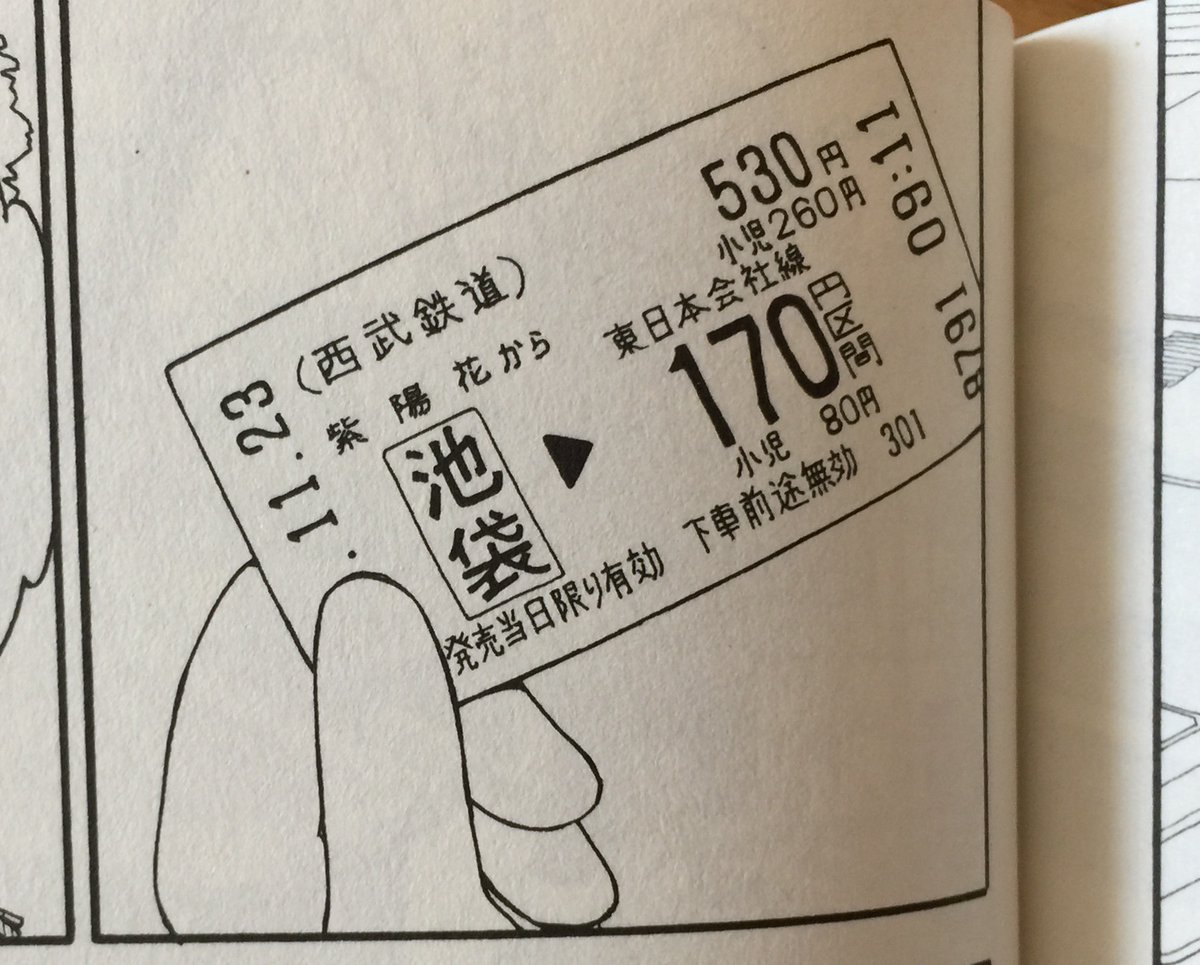 .11.23
(西武鉄道)
紫陽花から
池袋
▶
530円
小児260円
東日本会社線
170円区間
小児 80円
発売当日限り有効 下車前途無効 301
8791 09:11